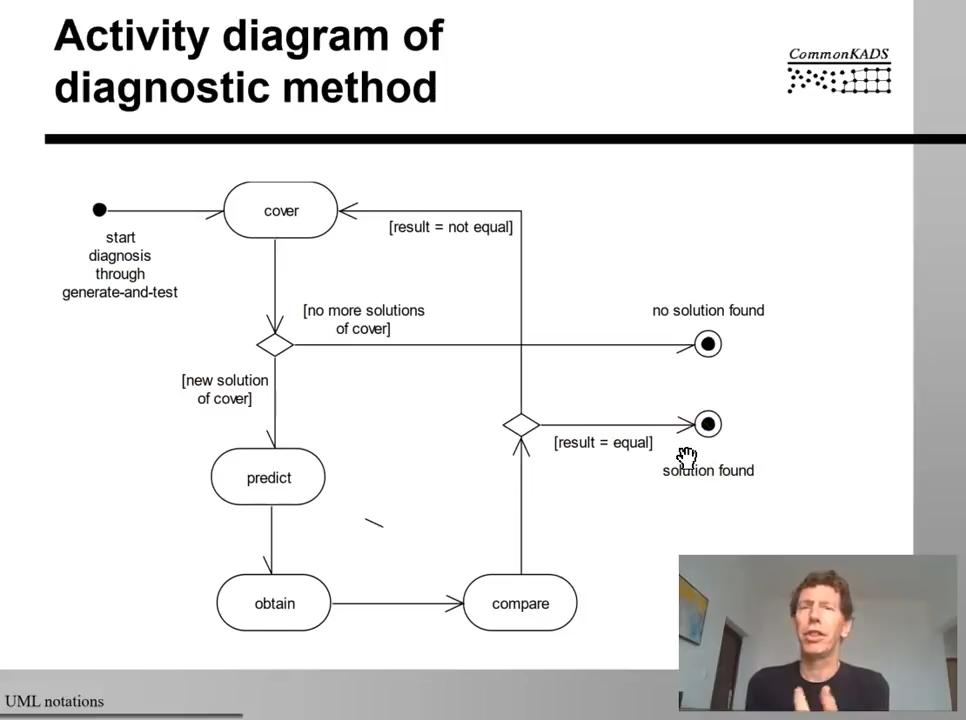 Activity diagram of
diagnostic method
CommonKADS
cover
[result = not equal]
start
diagnosis
through
generate-and-test
[no more solutions
of cover]
no solution found
[new solution
of cover]
[result = equal]
solution found
predict
obtain
compare
UML notations